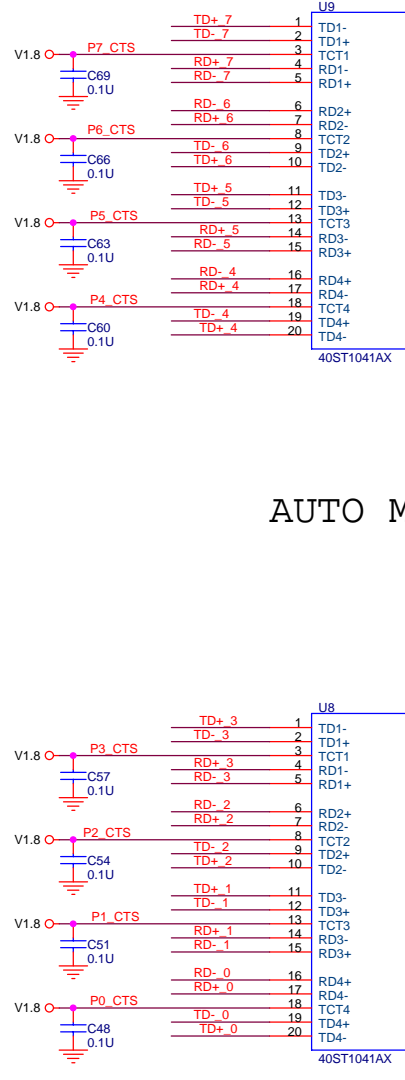 U9
TD+_7 1 TD1-
TD-_7 2 TD1+
V1.8 P7_CTS 3 TCT1
RD+_7 4 RD1-
C69 RD-_7 5 RD1+
0.1U
RD-_6 6 RD2+
RD+_6 7 RD2-
V1.8 P6_CTS 8 TCT2
TD-_6 9 TD2+
C66 TD+_6 10 TD2-
0.1U
TD+_5 11 TD3-
TD-_5 12 TD3+
V1.8 P5_CTS 13 TCT3
RD+_5 14 RD3-
C63 RD-_5 15 RD3+
0.1U
RD-_4 16 RD4+
RD+_4 17 RD4-
V1.8 P4_CTS 18 TCT4
TD-_4 19 TD4+
C60 TD+_4 20 TD4-
0.1U
40ST1041AX
AUTO M
U8
TD+_3 1 TD1-
TD-_3 2 TD1+
V1.8 P3_CTS 3 TCT1
RD+_3 4 RD1-
C57 RD-_3 5 RD1+
0.1U
RD-_2 6 RD2+
RD+_2 7 RD2-
V1.8 P2_CTS 8 TCT2
TD-_2 9 TD2+
C54 TD+_2 10 TD2-
0.1U
TD+_1 11 TD3-
TD-_1 12 TD3+
V1.8 P1_CTS 13 TCT3
RD+_1 14 RD3-
C51 RD-_1 15 RD3+
0.1U
RD-_0 16 RD4+
RD+_0 17 RD4-
V1.8 P0_CTS 18 TCT4
TD-_0 19 TD4+
C48 TD+_0 20 TD4-
0.1U
40ST1041AX